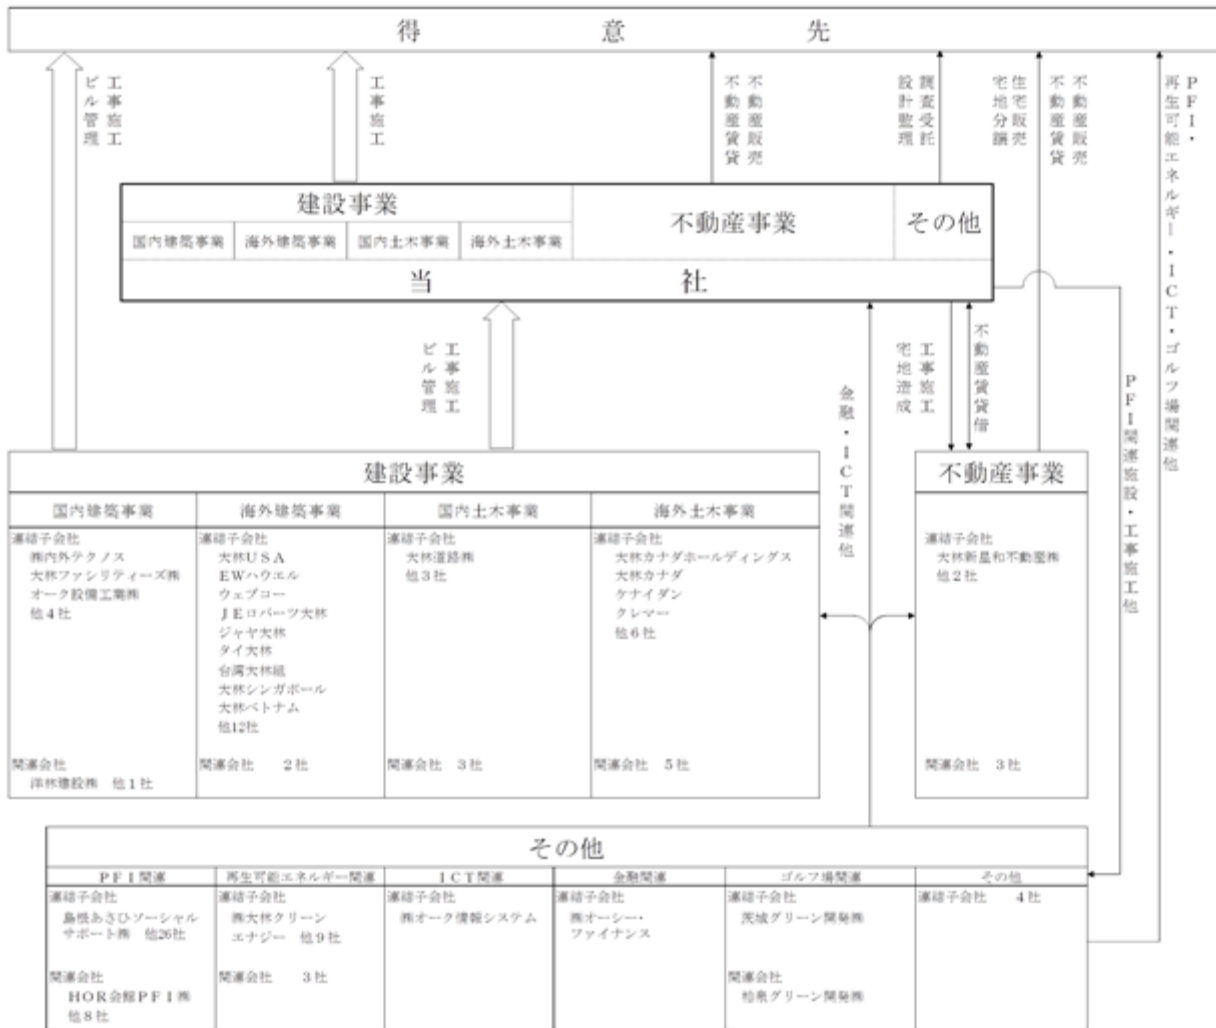 得意先
工事施工
ビル管理
工事施工
不動産販売
不動産賃貸
調査受託
設計監理
住宅販売
宅地分譲
不動産販売
不動産賃貸
PFI・
再生可能エネルギー・ICT・ゴルフ場関連他
建設事業
国内建築事業
海外建築事業
国内土木事業
海外土木事業
不動産事業
その他
当社
工事施工
ビル管理
金融・ICT関連他
工事施工
宅地造成
不動産賃貸借
PFI関連施設・工事施工他
建設事業
国内建築事業
連結子会社
㈱内外テクノス
大林ファシリティーズ㈱
オーク設備工業㈱
他4社
関連会社
洋林建設㈱ 他1社
海外建築事業
連結子会社
大林USA
EWハウエル
ウェブコー
JEロバーツ大林
ジャヤ大林
タイ大林
台湾大林組
大林シンガポール
大林ベトナム
他12社
関連会社 2社
国内土木事業
連結子会社
大林道路㈱
他3社
関連会社 3社
海外土木事業
連結子会社
大林カナダホールディングス
大林カナダ
ケナイダン
クレマー
他6社
関連会社 5社
不動産事業
連結子会社
大林新星和不動産㈱
他2社
関連会社 3社
その他
PFI関連
連結子会社
島根あさひソーシャル
サポート㈱ 他26社
関連会社
HOR会館PFI㈱
他8社
再生可能エネルギー関連
連結子会社
㈱大林クリーン
エナジー 他9社
関連会社 3社
ICT関連
連結子会社
㈱オーク情報システム
金融関連
連結子会社
㈱オーシー・
ファイナンス
ゴルフ場関連
連結子会社
茨城グリーン開発㈱
関連会社
柏泉グリーン開発㈱
その他
連結子会社 4社